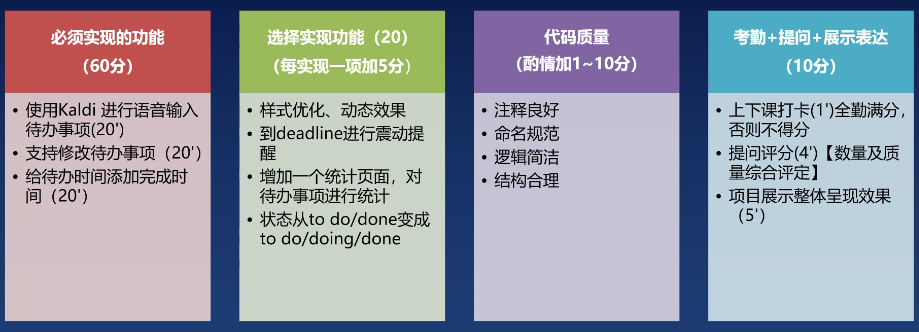 必须实现的功能
（60分）
• 使用Kaldi 进行语音输入
待办事项(20')
• 支持修改待办事项（20'）
• 给待办时间添加完成时
间（20'）
选择实现功能（20）
（每实现一项加5分）
• 样式优化、动态效果
• 到deadline进行震动提
醒
• 增加一个统计页面，对
待办事项进行统计
• 状态从to do/done变成
to do/doing/done
代码质量
（酌情加1~10分）
• 注释良好
• 命名规范
• 逻辑简洁
• 结构合理
考勤+提问+展示表达
（10分）
• 上下课打卡(1')全勤满分，
否则不得分
• 提问评分(4')【数量及质
量综合评定】
• 项目展示整体呈现效果
（5'）